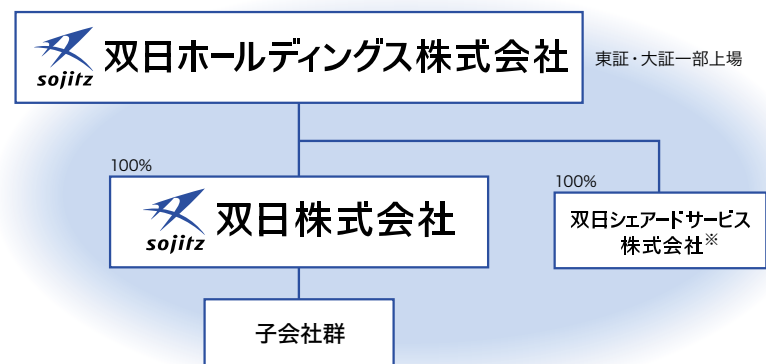 sojitz 双日ホールディングス株式会社
東証・大証一部上場
100%
sojitz 双日株式会社
100%
双日シェアードサービス
株式会社※
子会社群